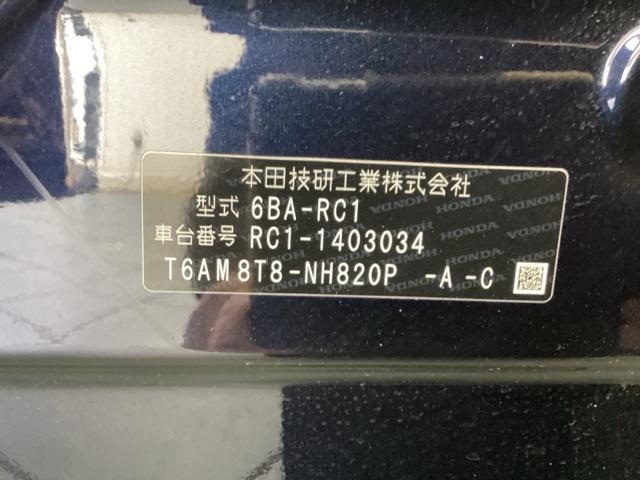 本田技研工業株式会社
型式 6BA-RC1
車台番号 RC1-1403034
T6AM8T8-NH820P -A-C